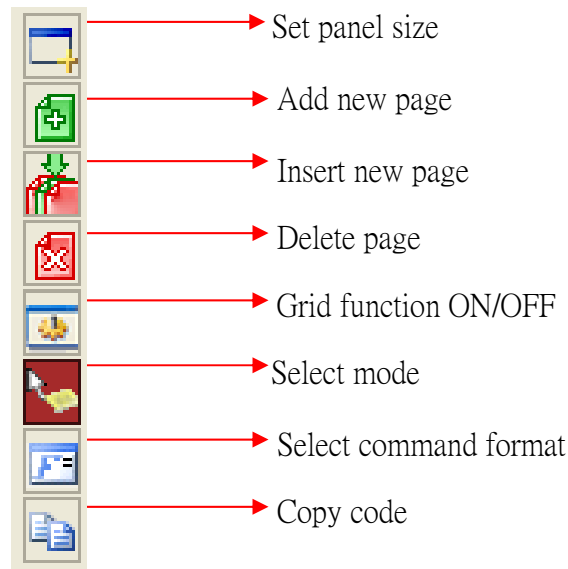 Set panel size
Add new page
Insert new page
Delete page
Grid function ON/OFF
Select mode
Select command format
Copy code